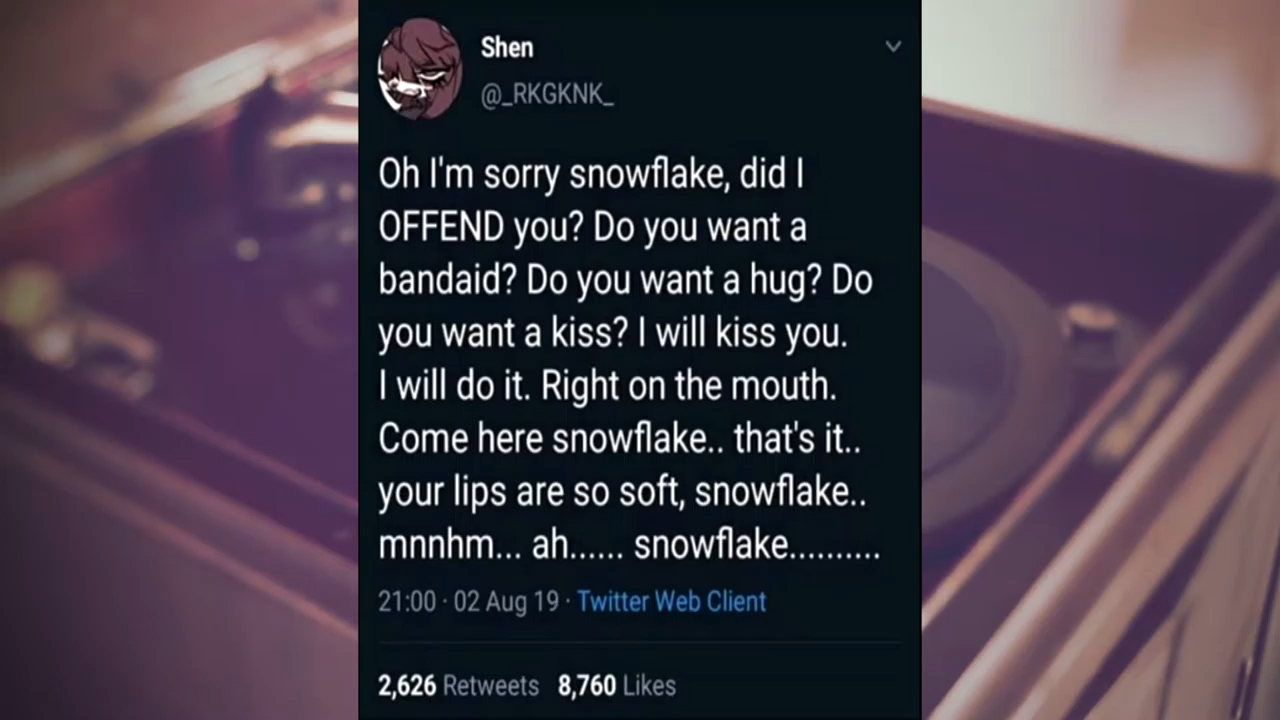 Shen
@_RKGKNK_
Oh I'm sorry snowflake, did I
OFFEND you? Do you want a
bandaid? Do you want a hug? Do
you want a kiss? I will kiss you.
I will do it. Right on the mouth.
Come here snowflake.. that's it..
your lips are so soft, snowflake..
mnnhm... ah...... snowflake..........
21:00 · 02 Aug 19 · Twitter Web Client
2,626 Retweets 8,760 Likes